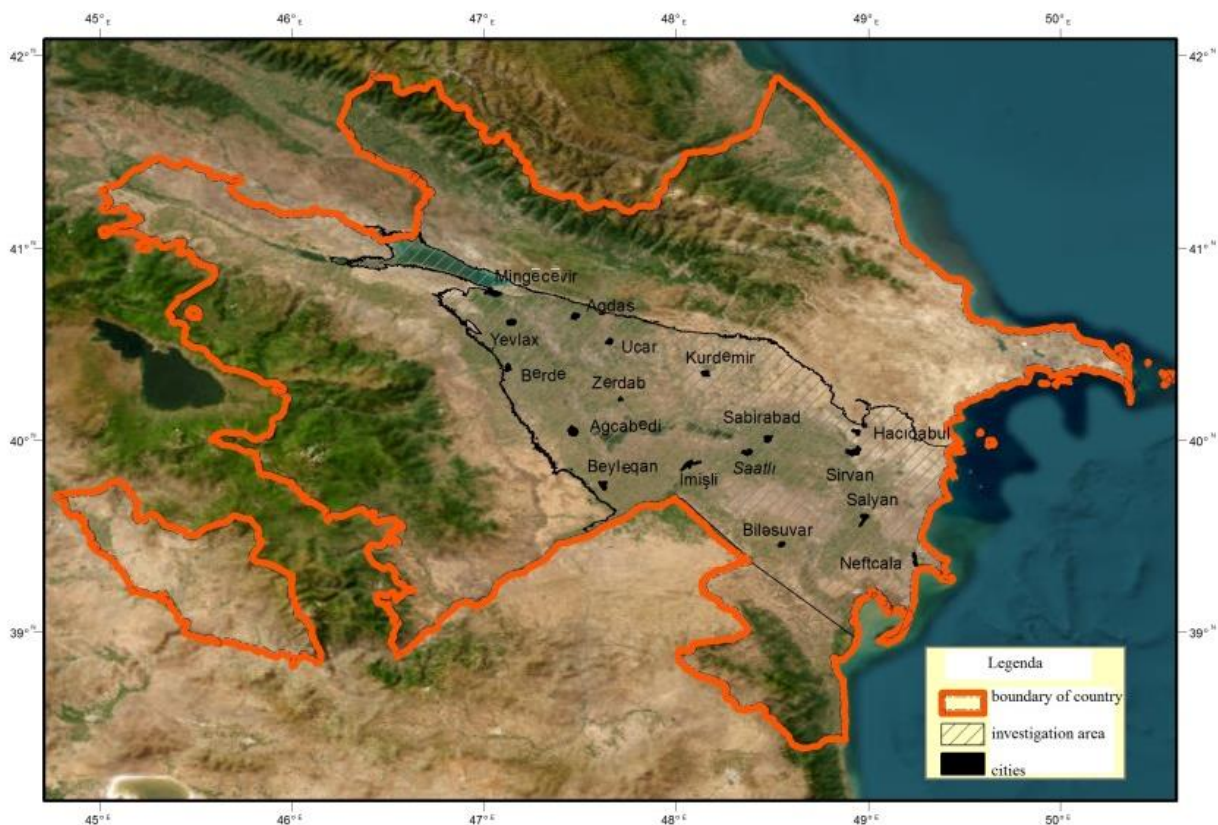 45° E 46° E 47° E 48° E 49° E 50° E
42° N 42° N
41° N 41° N
Mingəcevir
Agdas
Yevlax
Ucar
Kurdemir
Berde
Zerdab
Sabirabad
Agcabedi
Hacıqabul
40° N 40° N
Beyleqan
Saatlı
Sirvan
İmişli
Salyan
Biləsuvar
Neftcala
39° N 39° N
Legenda
boundary of country
investigation area
cities
45° E 46° E 47° E 48° E 49° E 50° E